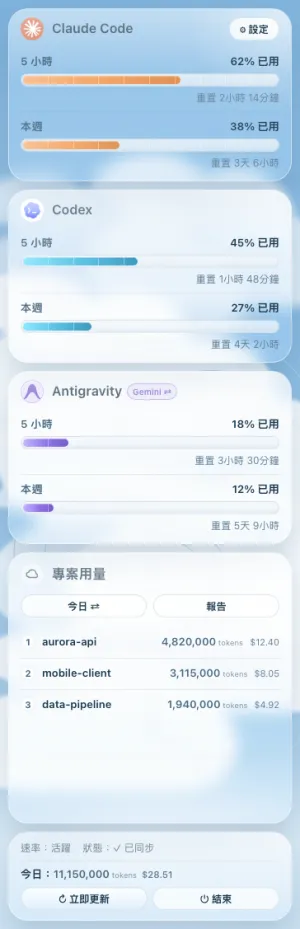 Claude Code
⚙ 設定
5 小時 62% 已用
重置 2小時 14分鐘
本週 38% 已用
重置 3天 6小時
Codex
5 小時 45% 已用
重置 1小時 48分鐘
本週 27% 已用
重置 4天 2小時
Antigravity Gemini ⇄
5 小時 18% 已用
重置 3小時 30分鐘
本週 12% 已用
重置 5天 9小時
專案用量
今日 ⇄ 報告
1 aurora-api 4,820,000 tokens $12.40
2 mobile-client 3,115,000 tokens $8.05
3 data-pipeline 1,940,000 tokens $4.92
速率：活躍 狀態：✓ 已同步
今日：11,150,000 tokens $28.51
↻ 立即更新 ⏻ 結束